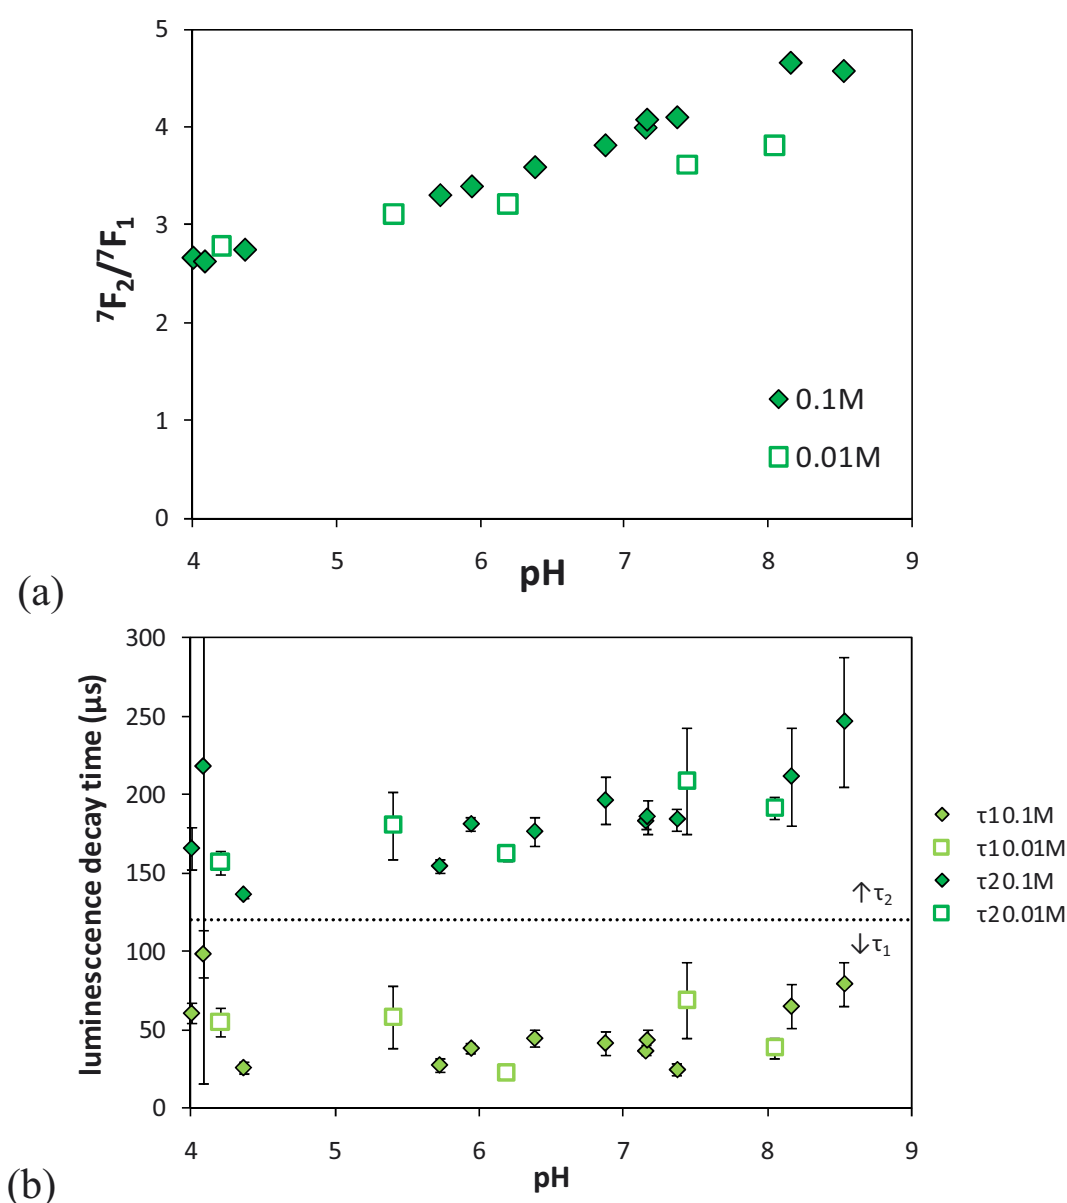 5
4
3
2
1
0
⁷F₂/⁷F₁
0.1M
0.01M
4 5 6 7 8 9
pH
(a)
300
250
200
150
100
50
0
luminesccence decay time (µs)
↑τ₂
↓τ₁
τ10.1M
τ10.01M
τ20.1M
τ20.01M
4 5 6 7 8 9
pH
(b)